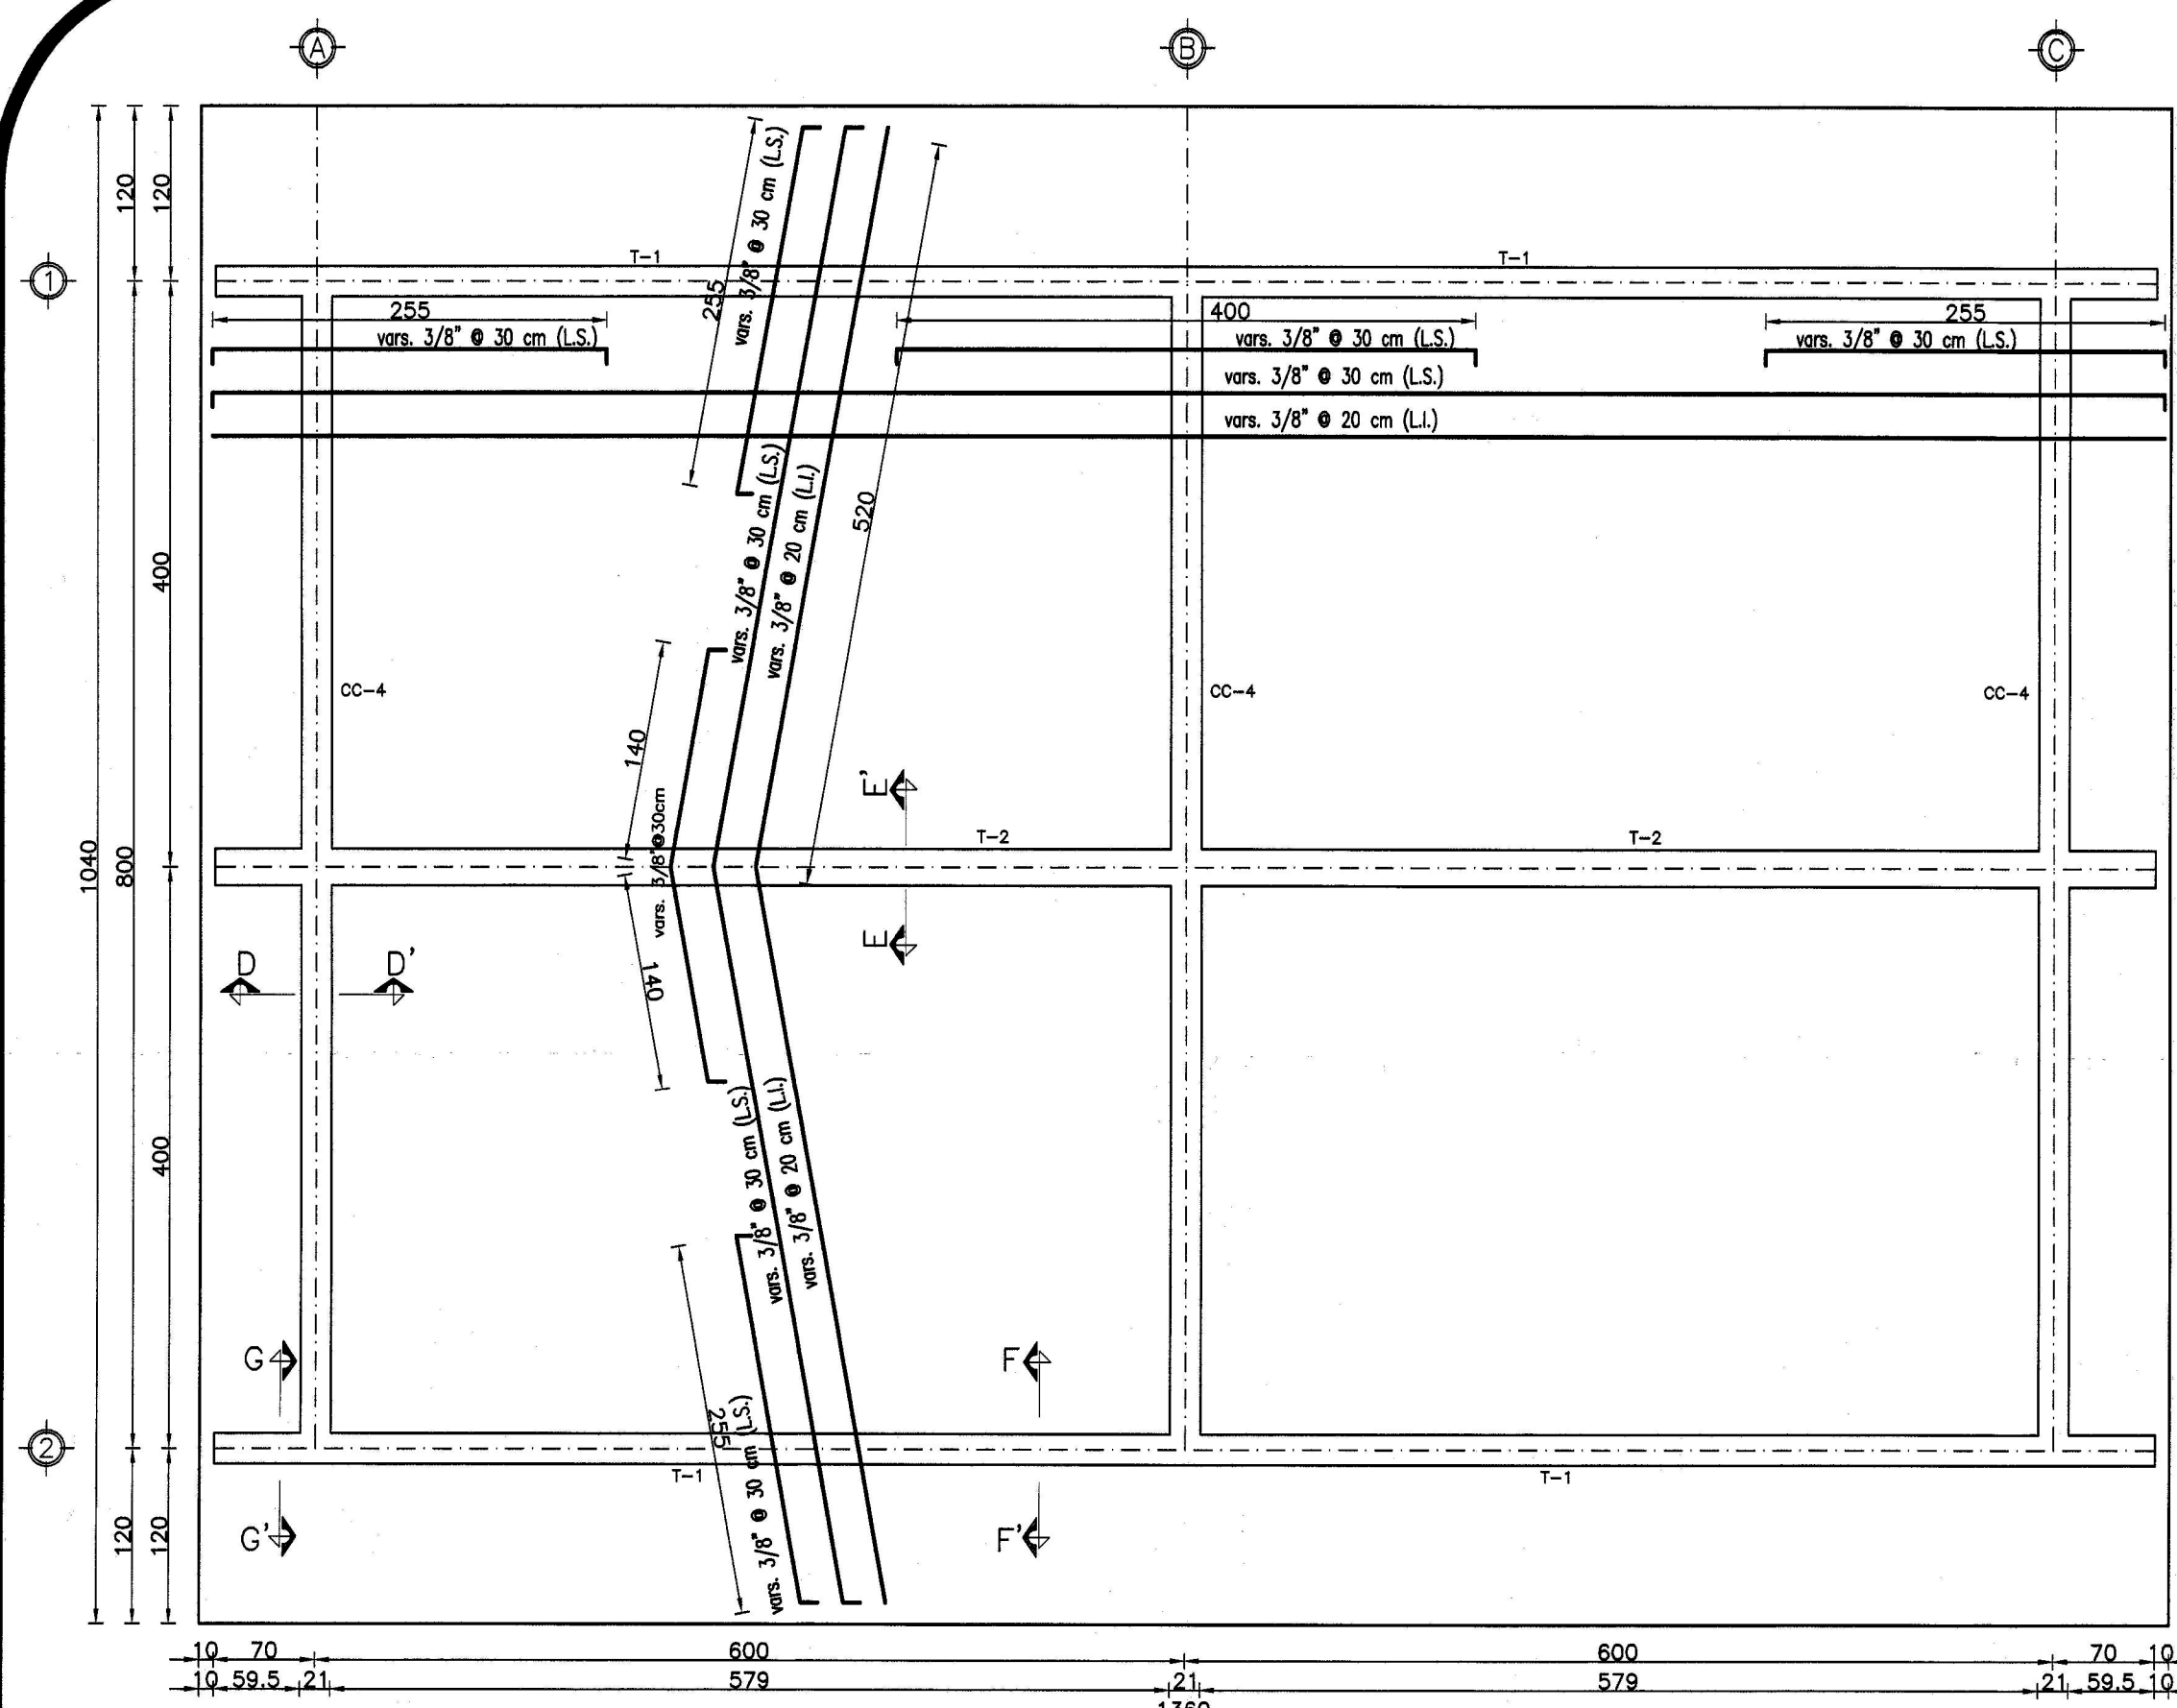 A
B
C
120
120
255
vars. 3/8" @ 30 cm (L.S.)
1
T-1
T-1
255
400
255
vars. 3/8" @ 30 cm (L.S.)
vars. 3/8" @ 30 cm (L.S.)
vars. 3/8" @ 30 cm (L.S.)
vars. 3/8" @ 30 cm (L.S.)
vars. 3/8" @ 20 cm (L.I.)
400
vars. 3/8" @ 30 cm (L.S.)
vars. 3/8" @ 20 cm (L.I.)
520
CC-4
CC-4
CC-4
140
vars. 3/8"@30cm
E'
T-2
T-2
1040
800
D
D'
140
E
400
vars. 3/8" @ 30 cm (L.S.)
vars. 3/8" @ 20 cm (L.I.)
G
F
2
255
vars. 3/8" @ 30 cm (L.S.)
T-1
T-1
120
120
G'
F'
10 70 600 600 70 10
10 59.5 21 579 21 579 21 59.5 10
1360